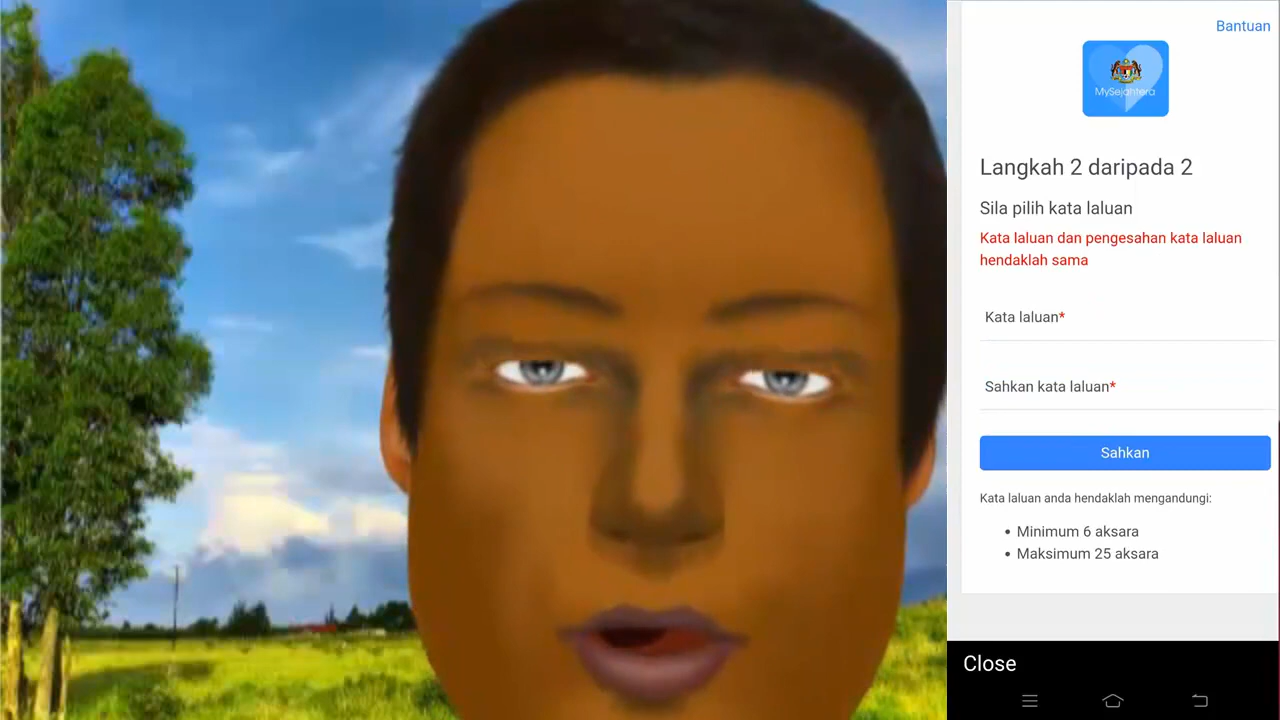 Bantuan
MySejahtera
Langkah 2 daripada 2
Sila pilih kata laluan
Kata laluan dan pengesahan kata laluan
hendaklah sama
Kata laluan*
Sahkan kata laluan*
Sahkan
Kata laluan anda hendaklah mengandungi:
• Minimum 6 aksara
• Maksimum 25 aksara
Close